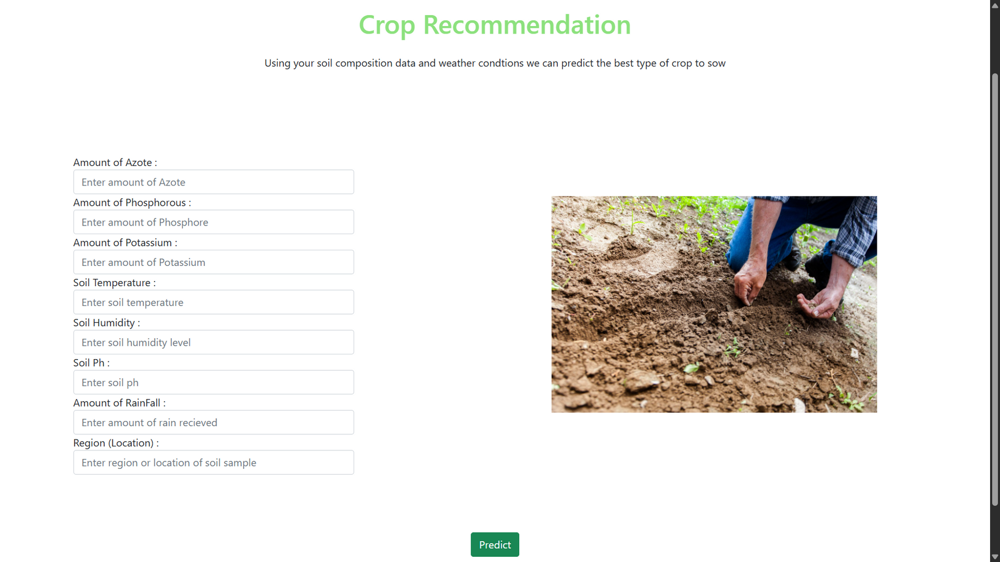 Crop Recommendation
Using your soil composition data and weather condtions we can predict the best type of crop to sow
Amount of Azote :
Enter amount of Azote
Amount of Phosphorous :
Enter amount of Phosphore
Amount of Potassium :
Enter amount of Potassium
Soil Temperature :
Enter soil temperature
Soil Humidity :
Enter soil humidity level
Soil Ph :
Enter soil ph
Amount of RainFall :
Enter amount of rain recieved
Region (Location) :
Enter region or location of soil sample
Predict